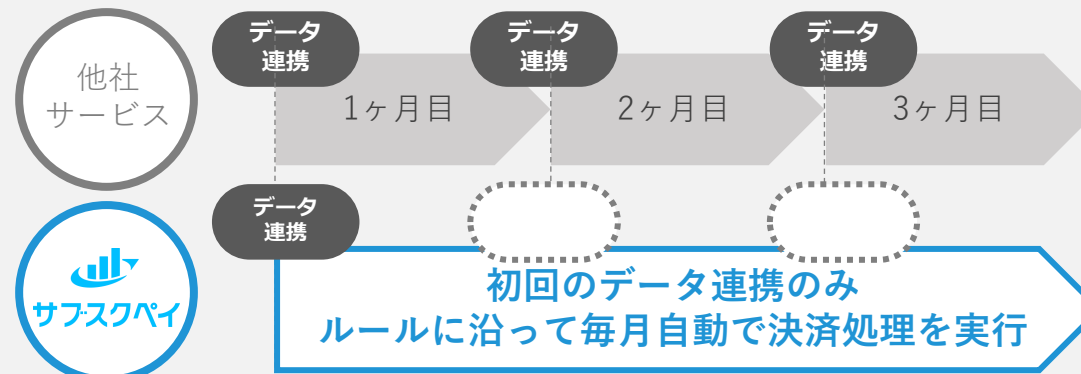 データ
連携
データ
連携
データ
連携
他社
サービス
1ヶ月目
2ヶ月目
3ヶ月目
データ
連携
サブスクペイ
初回のデータ連携のみ
ルールに沿って毎月自動で決済処理を実行